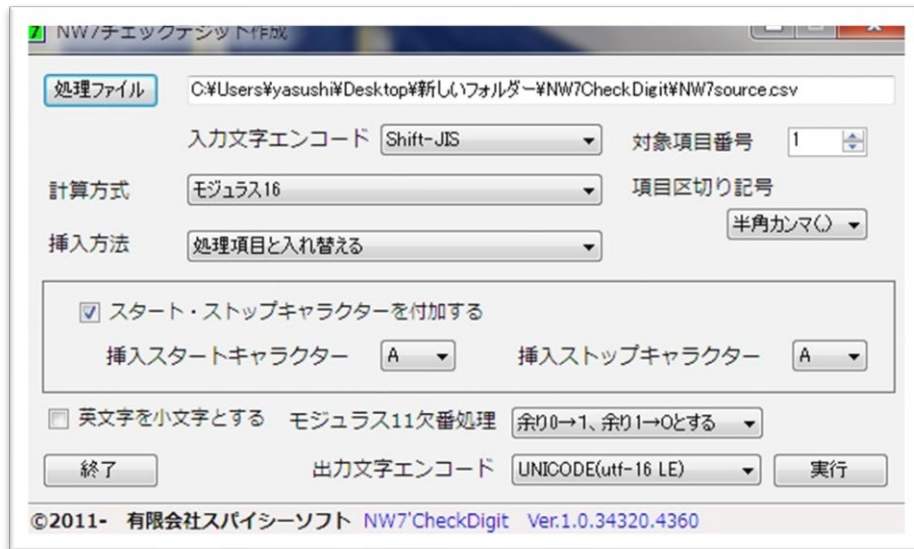 7 NW7チェックデジット作成
処理ファイル C:¥Users¥yasushi¥Desktop¥新しいフォルダー¥NW7CheckDigit¥NW7source.csv
入力文字エンコード Shift-JIS 対象項目番号 1
計算方式 モジュラス16 項目区切り記号
半角カンマ(,)
挿入方法 処理項目と入れ替える
スタート・ストップキャラクターを付加する
挿入スタートキャラクター A 挿入ストップキャラクター A
英文字を小文字とする モジュラス11欠番処理 余り0→1、余り1→0とする
終了 出力文字エンコード UNICODE(utf-16 LE) 実行
©2011- 有限会社スパイシーソフト NW7'CheckDigit Ver.1.0.34320.4360